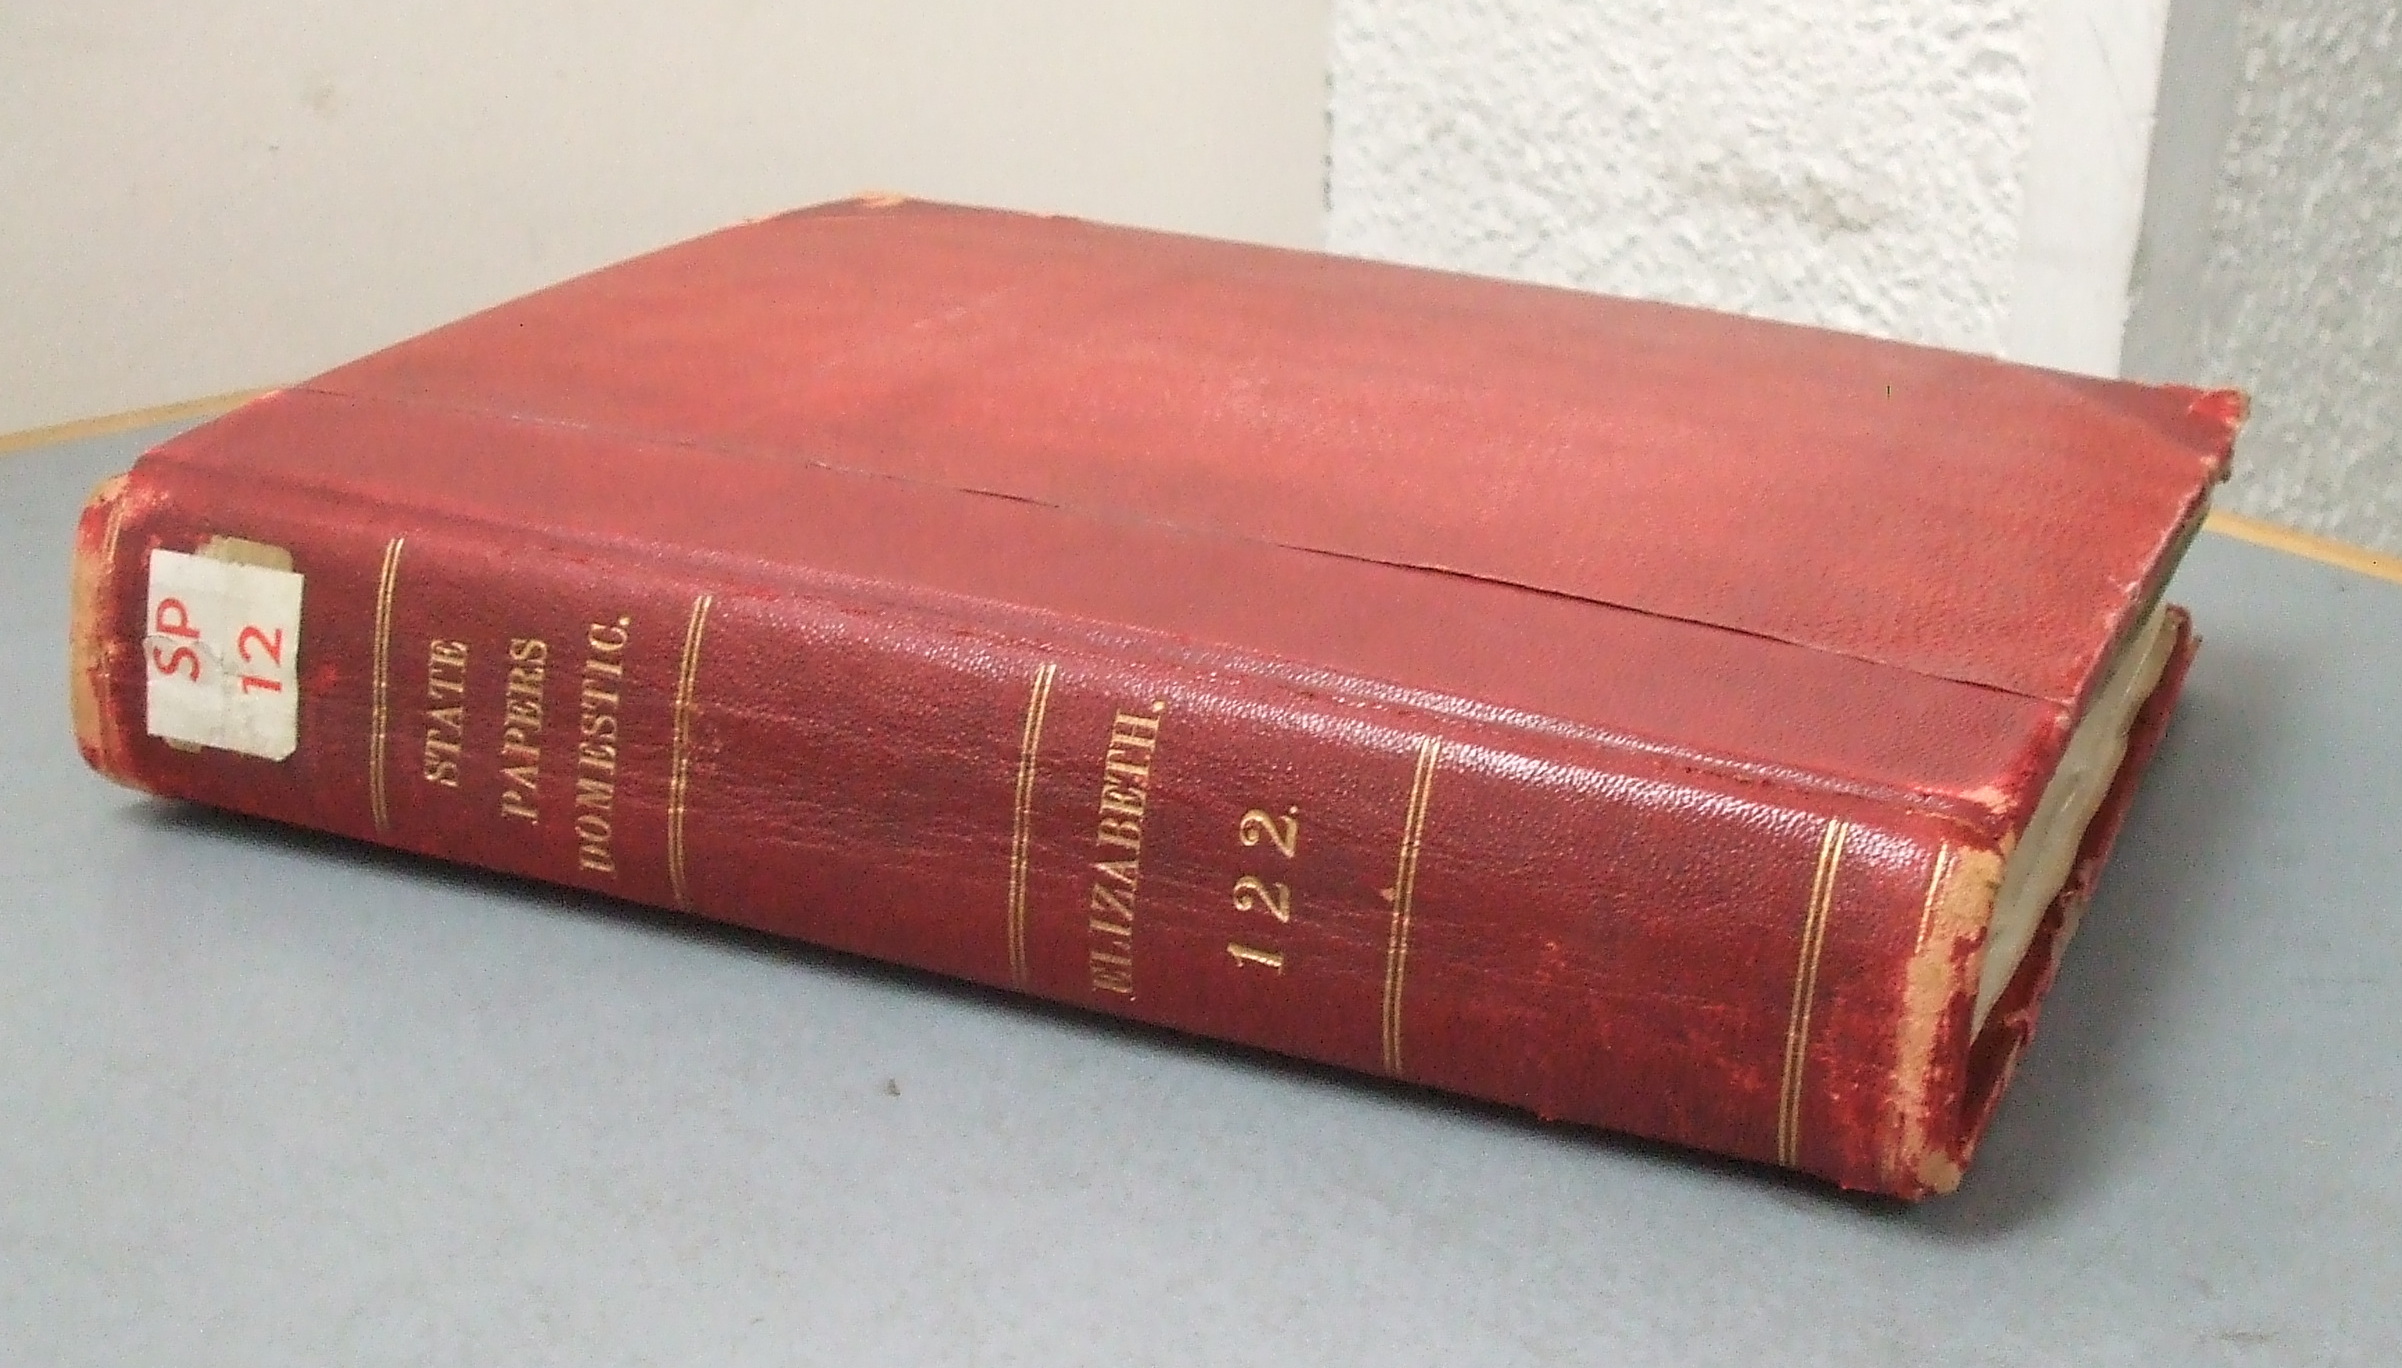 SP
12
STATE
PAPERS
DOMESTIC.
ELIZABETH.
122.